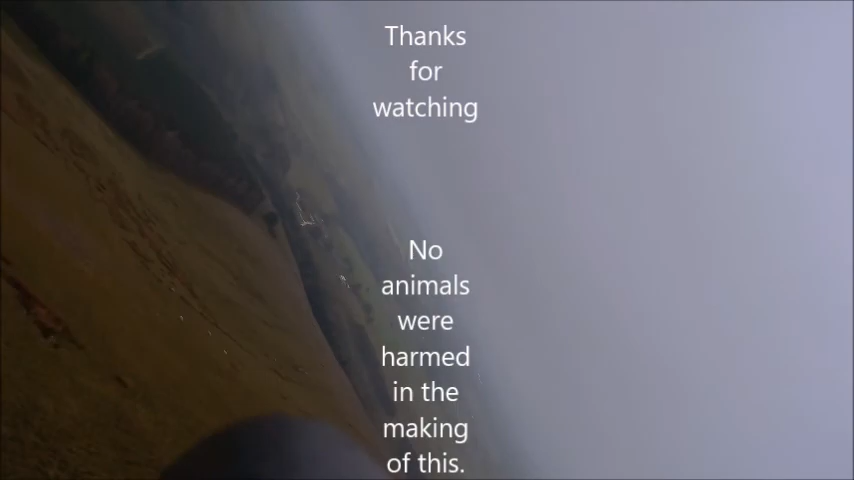 Thanks
for
watching
No
animals
were
harmed
in the
making
of this.